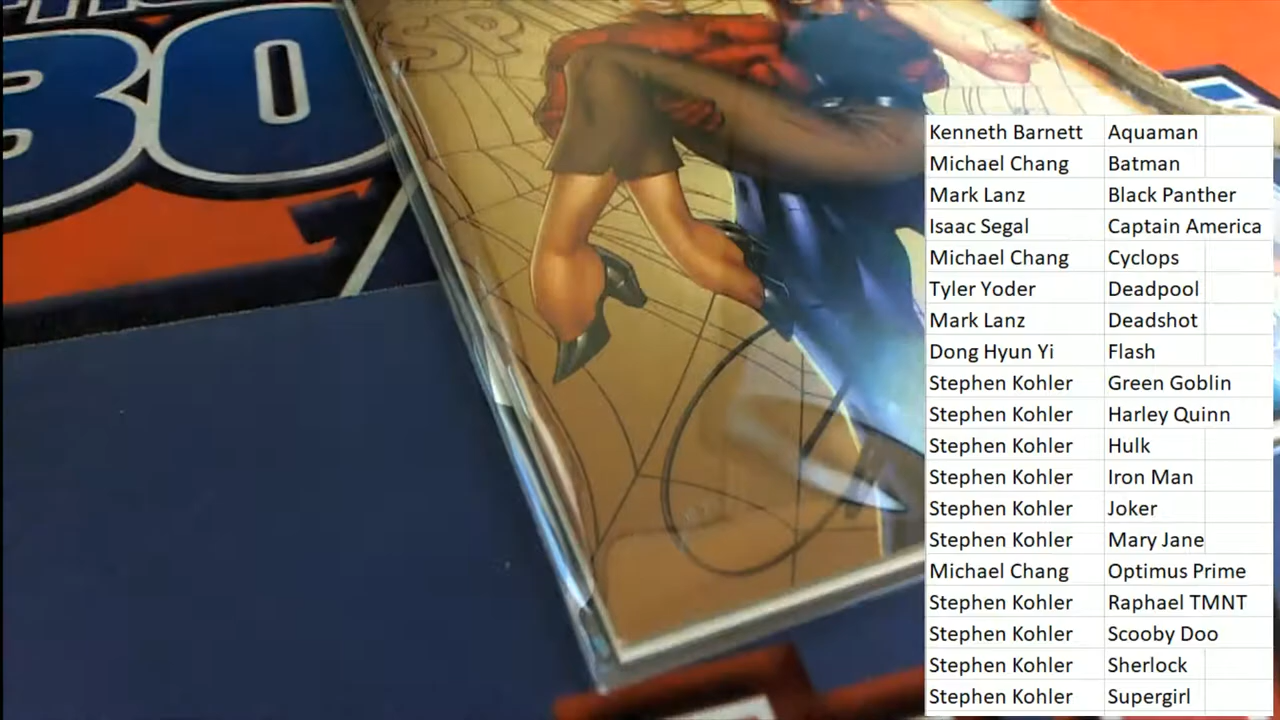 30
SP
Kenneth Barnett Aquaman
Michael Chang Batman
Mark Lanz Black Panther
Isaac Segal Captain America
Michael Chang Cyclops
Tyler Yoder Deadpool
Mark Lanz Deadshot
Dong Hyun Yi Flash
Stephen Kohler Green Goblin
Stephen Kohler Harley Quinn
Stephen Kohler Hulk
Stephen Kohler Iron Man
Stephen Kohler Joker
Stephen Kohler Mary Jane
Michael Chang Optimus Prime
Stephen Kohler Raphael TMNT
Stephen Kohler Scooby Doo
Stephen Kohler Sherlock
Stephen Kohler Supergirl